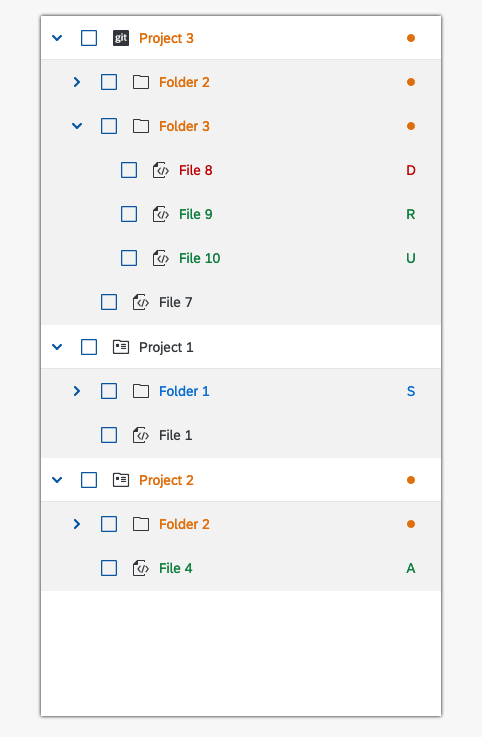 git Project 3
Folder 2
Folder 3
File 8 D
File 9 R
File 10 U
File 7
Project 1
Folder 1 S
File 1
Project 2
Folder 2
File 4 A